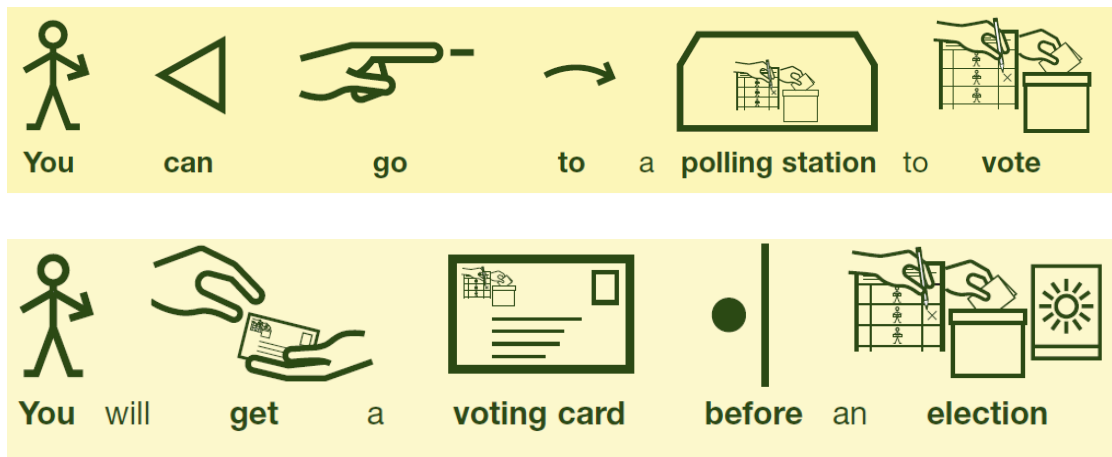 You can go to a polling station to vote
You will get a voting card before an election